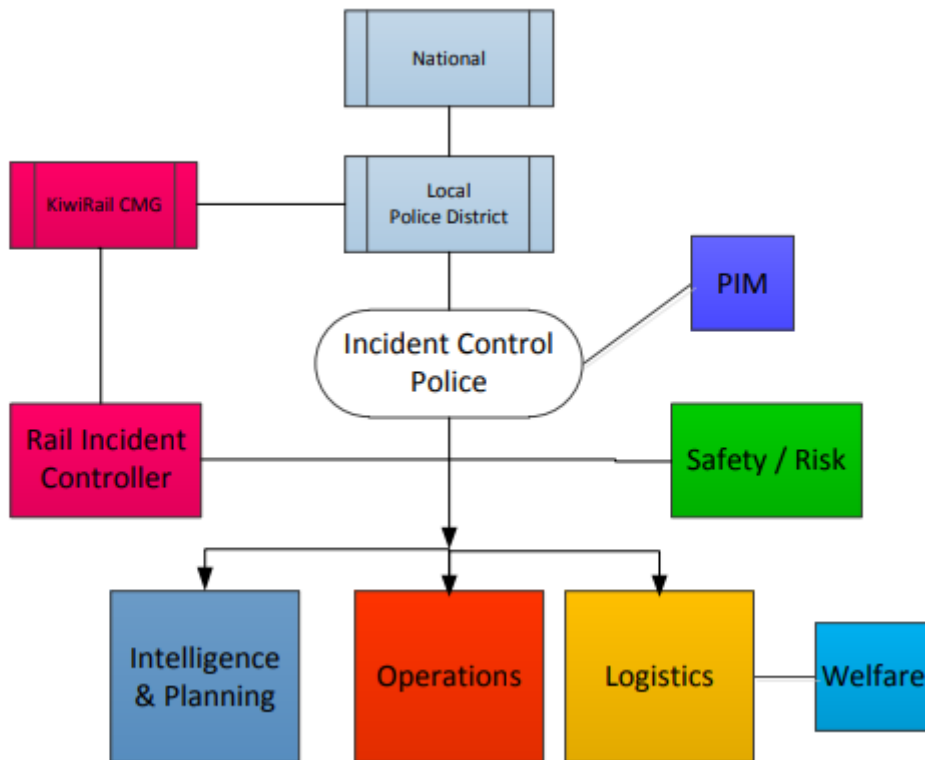 National
KiwiRail CMG
Local
Police District
PIM
Incident Control
Police
Rail Incident
Controller
Safety / Risk
Intelligence
& Planning
Operations
Logistics
Welfare